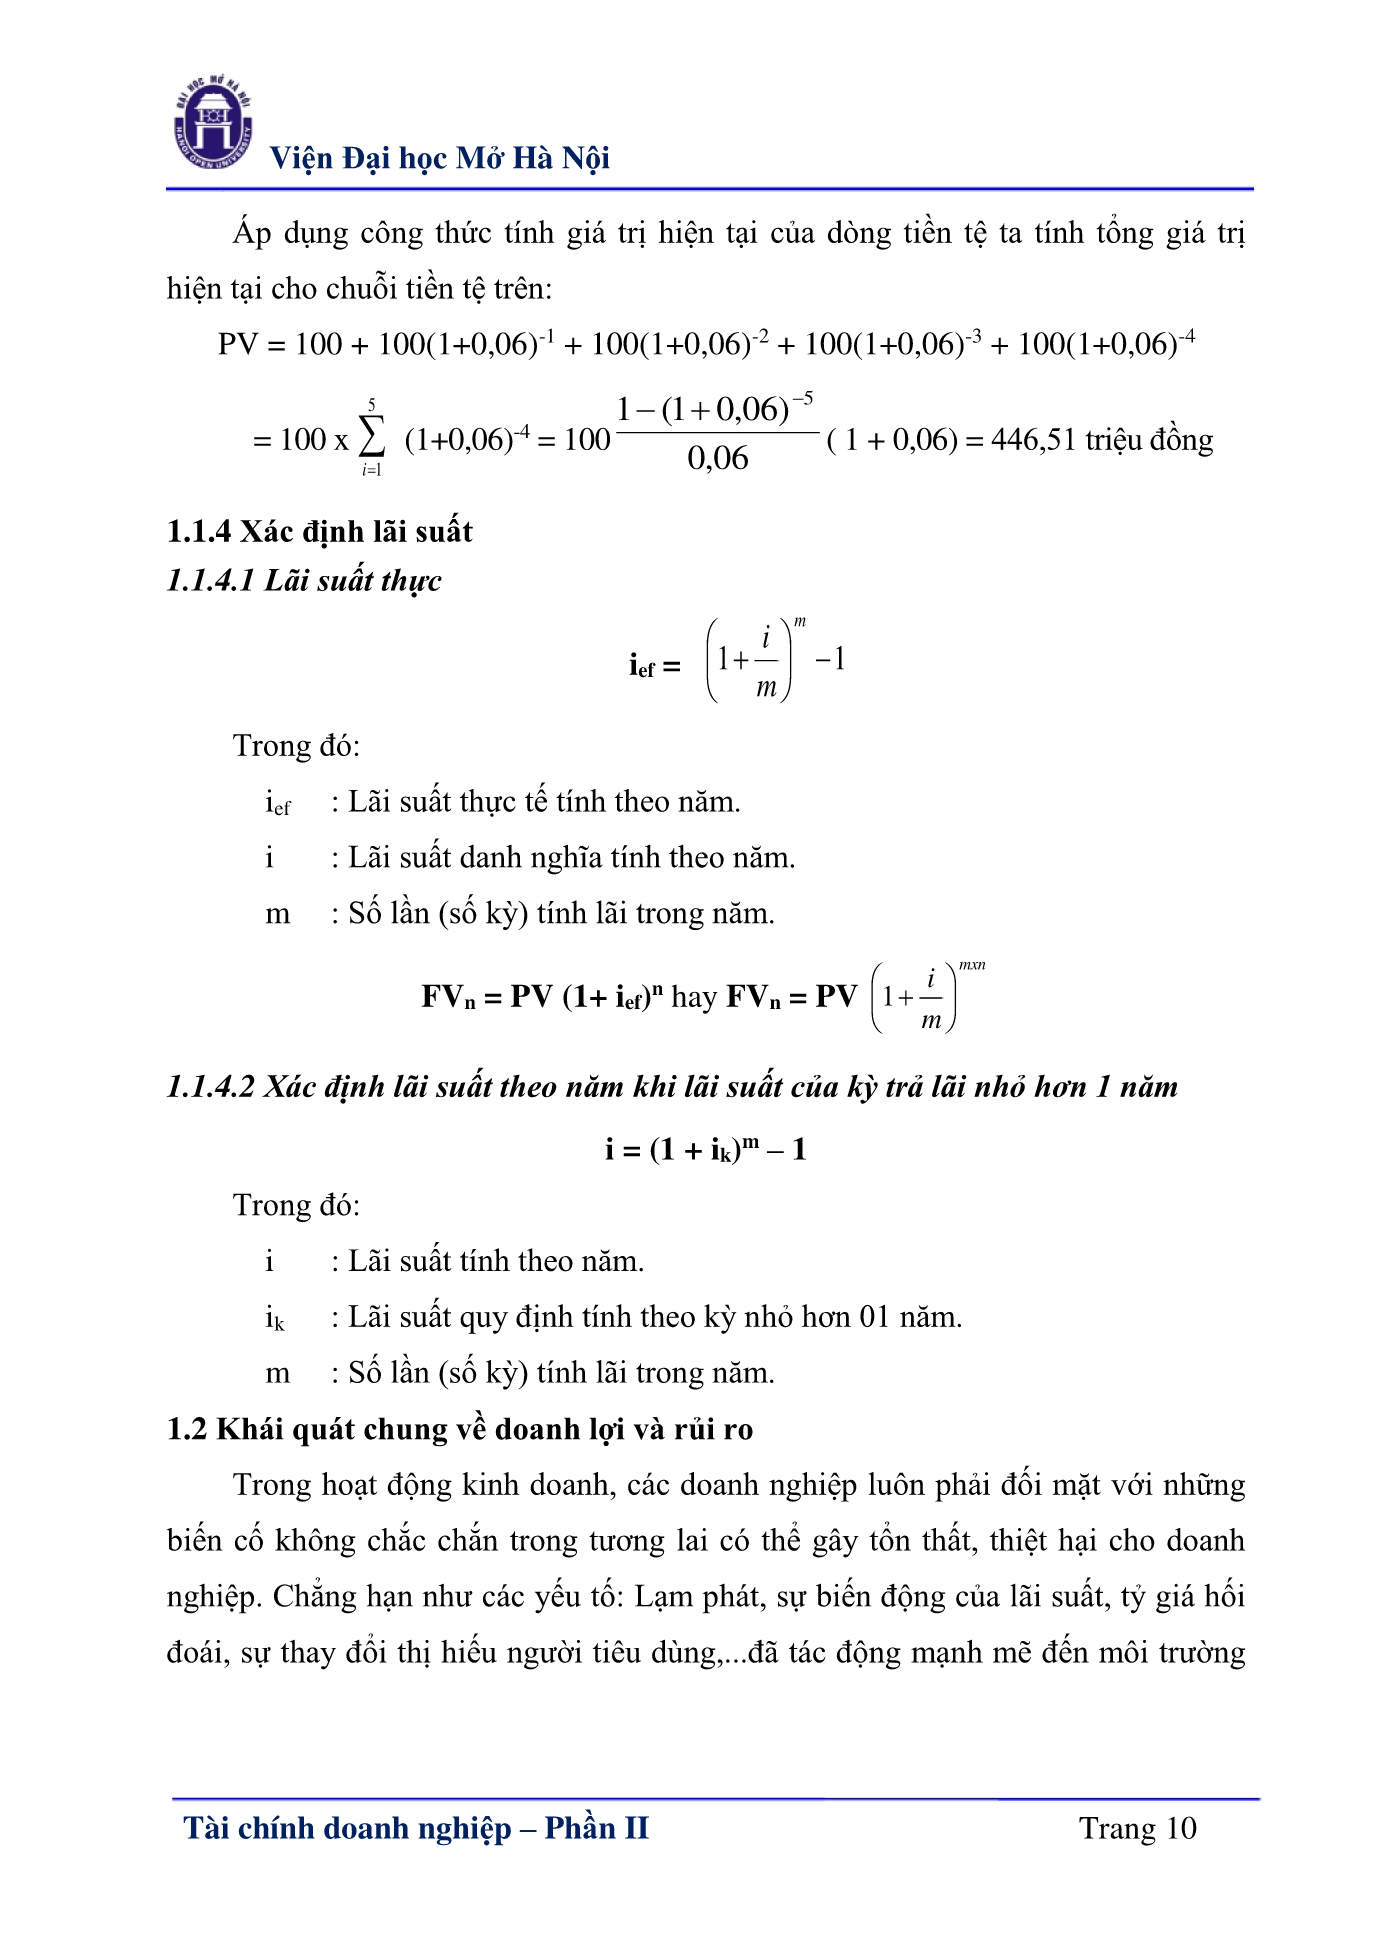 ĐẠI HỌC MỞ HÀ NỘI
HANOI OPEN UNIVERSITY
Viện Đại học Mở Hà Nội
Áp dụng công thức tính giá trị hiện tại của dòng tiền tệ ta tính tổng giá trị
hiện tại cho chuỗi tiền tệ trên:
PV = 100 + 100(1+0,06)^-1 + 100(1+0,06)^-2 + 100(1+0,06)^-3 + 100(1+0,06)^-4
= 100 x \sum_{i=1}^{5} (1+0,06)^-4 = 100 \frac{1-(1+0,06)^{-5}}{0,06} ( 1 + 0,06) = 446,51 triệu đồng
1.1.4 Xác định lãi suất
1.1.4.1 Lãi suất thực
i_ef = \left(1+\frac{i}{m}\right)^m -1
Trong đó:
i_ef : Lãi suất thực tế tính theo năm.
i : Lãi suất danh nghĩa tính theo năm.
m : Số lần (số kỳ) tính lãi trong năm.
FV_n = PV (1+ i_ef)^n hay FV_n = PV \left(1+\frac{i}{m}\right)^{mxn}
1.1.4.2 Xác định lãi suất theo năm khi lãi suất của kỳ trả lãi nhỏ hơn 1 năm
i = (1 + i_k)^m – 1
Trong đó:
i : Lãi suất tính theo năm.
i_k : Lãi suất quy định tính theo kỳ nhỏ hơn 01 năm.
m : Số lần (số kỳ) tính lãi trong năm.
1.2 Khái quát chung về doanh lợi và rủi ro
Trong hoạt động kinh doanh, các doanh nghiệp luôn phải đối mặt với những
biến cố không chắc chắn trong tương lai có thể gây tổn thất, thiệt hại cho doanh
nghiệp. Chẳng hạn như các yếu tố: Lạm phát, sự biến động của lãi suất, tỷ giá hối
đoái, sự thay đổi thị hiếu người tiêu dùng,...đã tác động mạnh mẽ đến môi trường
Tài chính doanh nghiệp – Phần II Trang 10